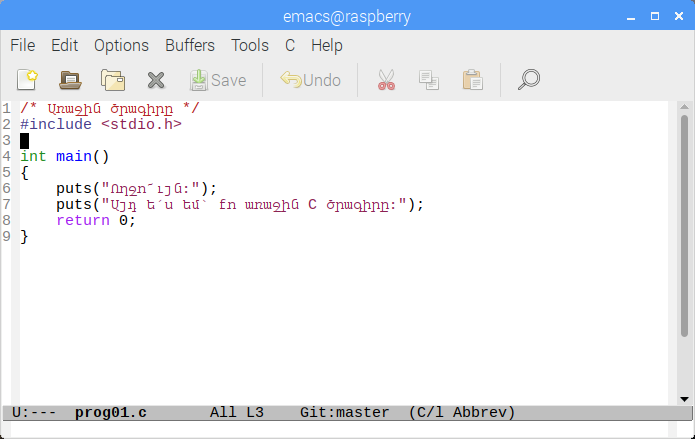 emacs@raspberry
File Edit Options Buffers Tools C Help
Save Undo
1 /* Առաջին ծրագիրը */
2 #include <stdio.h>
3
4 int main()
5 {
6 puts("Ողջո՜ւյն։");
7 puts("Այդ ե՛ս եմ՝ քո առաջին C ծրագիրը։");
8 return 0;
9 }
U:--- prog01.c All L3 Git:master (C/l Abbrev)